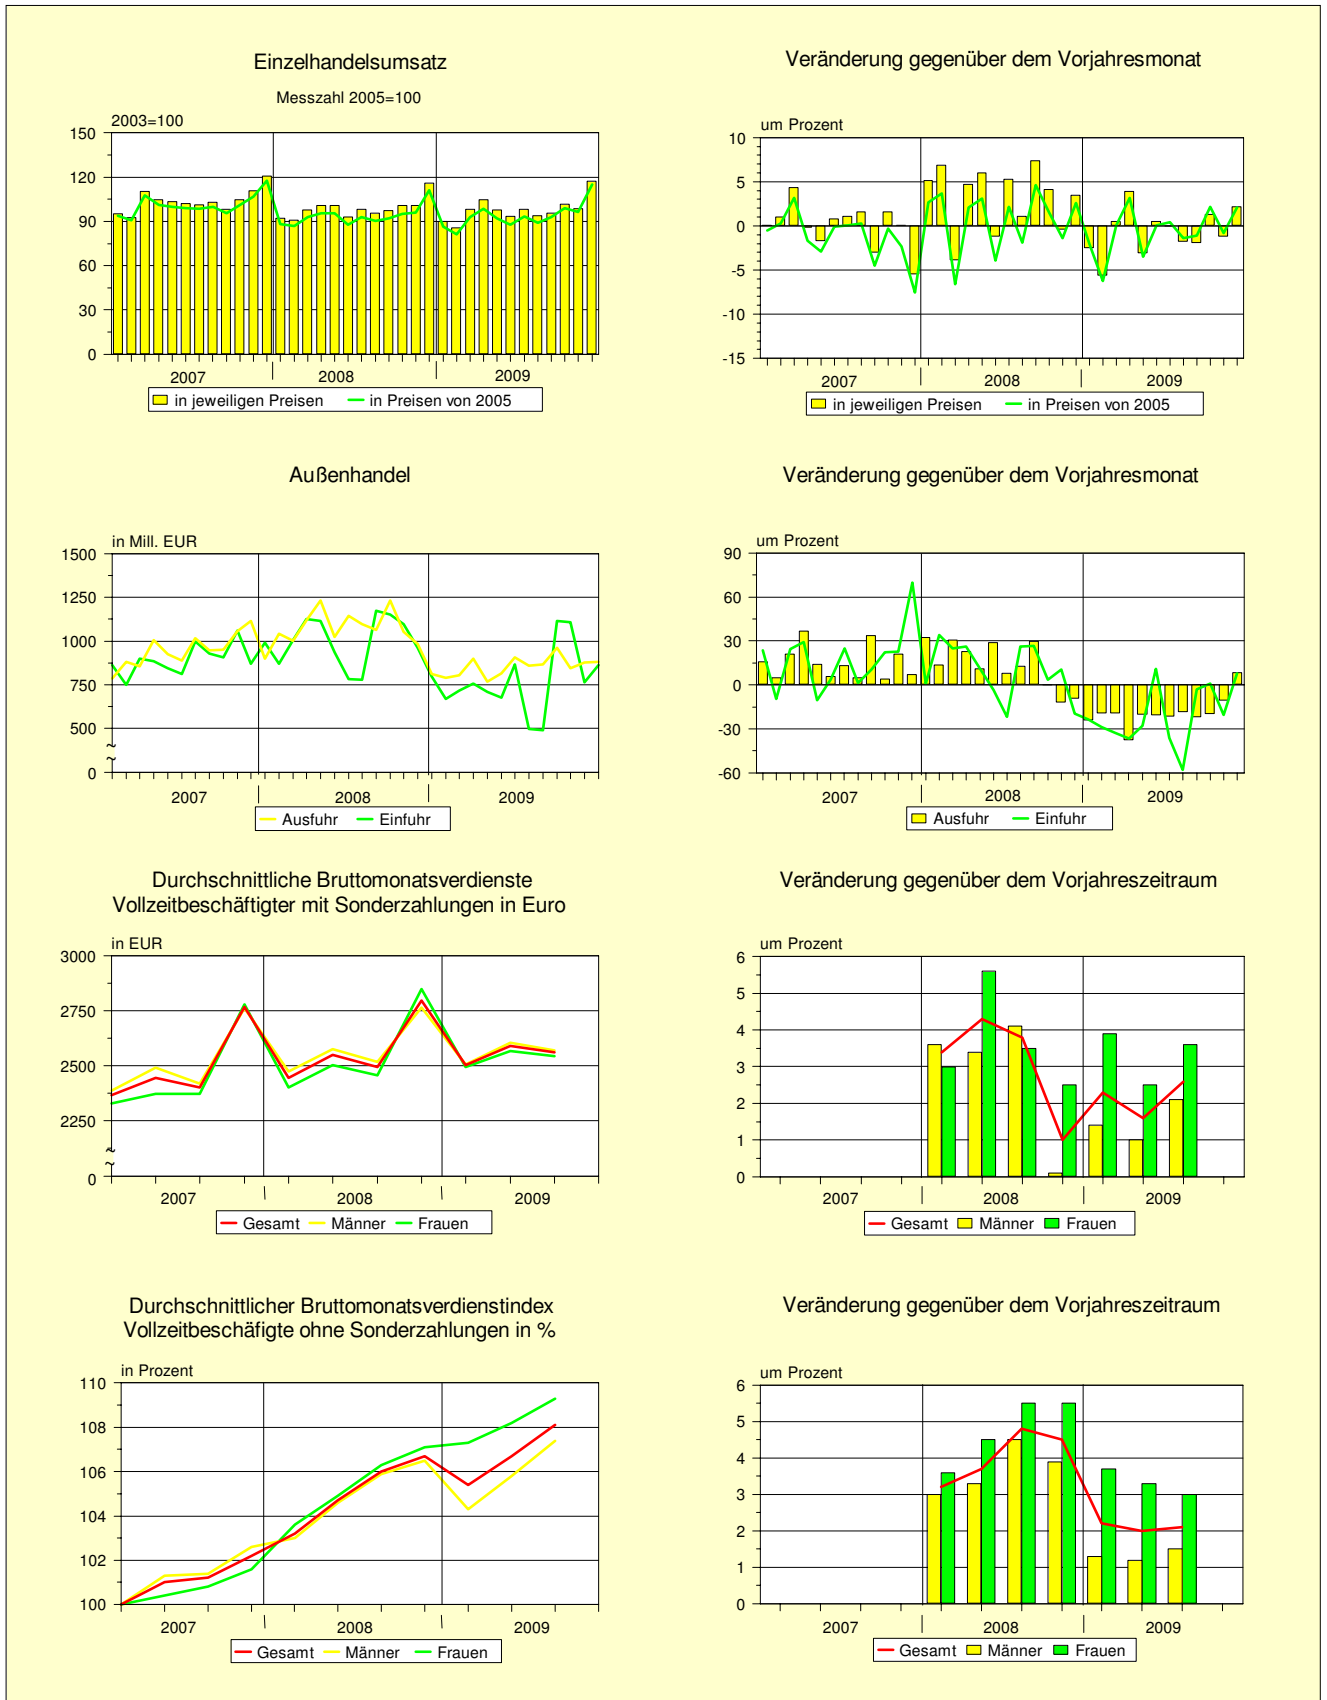 Einzelhandelsumsatz
Messzahl 2005=100
2003=100
150
120
90
60
30
0
2007 2008 2009
in jeweiligen Preisen in Preisen von 2005
Veränderung gegenüber dem Vorjahresmonat
um Prozent
10
5
0
-5
-10
-15
2007 2008 2009
in jeweiligen Preisen in Preisen von 2005
Außenhandel
in Mill. EUR
1500
1250
1000
750
500
0
2007 2008 2009
Ausfuhr Einfuhr
Veränderung gegenüber dem Vorjahresmonat
um Prozent
90
60
30
0
-30
-60
2007 2008 2009
Ausfuhr Einfuhr
Durchschnittliche Bruttomonatsverdienste
Vollzeitbeschäftigter mit Sonderzahlungen in Euro
in EUR
3000
2750
2500
2250
0
2007 2008 2009
Gesamt Männer Frauen
Veränderung gegenüber dem Vorjahreszeitraum
um Prozent
6
5
4
3
2
1
0
2007 2008 2009
Gesamt Männer Frauen
Durchschnittlicher Bruttomonatsverdienstindex
Vollzeitbeschäfigte ohne Sonderzahlungen in %
in Prozent
110
108
106
104
102
100
2007 2008 2009
Gesamt Männer Frauen
Veränderung gegenüber dem Vorjahreszeitraum
um Prozent
6
5
4
3
2
1
0
2007 2008 2009
Gesamt Männer Frauen